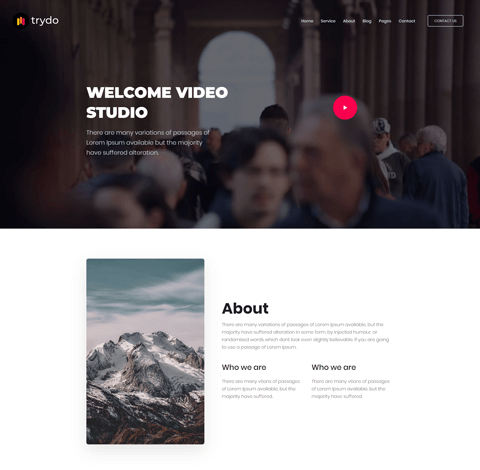 trydo
Home Service About Blog Pages Contact CONTACT US
WELCOME VIDEO
STUDIO
There are many variations of passages of
Lorem Ipsum available but the majority
have suffered alteration.
About
There are many variations of passages of Lorem Ipsum available, but the
majority have suffered alteration in some form, by injected humour, or
randomised words which dont look even slightly believable. If you are going
to use a passage of Lorem Ipsum,
Who we are
Who we are
There are many vtions of passages
of Lorem Ipsum available, but the
majority have suffered.
There are many vtions of passages
of Lorem Ipsum available, but the
majority have suffered.